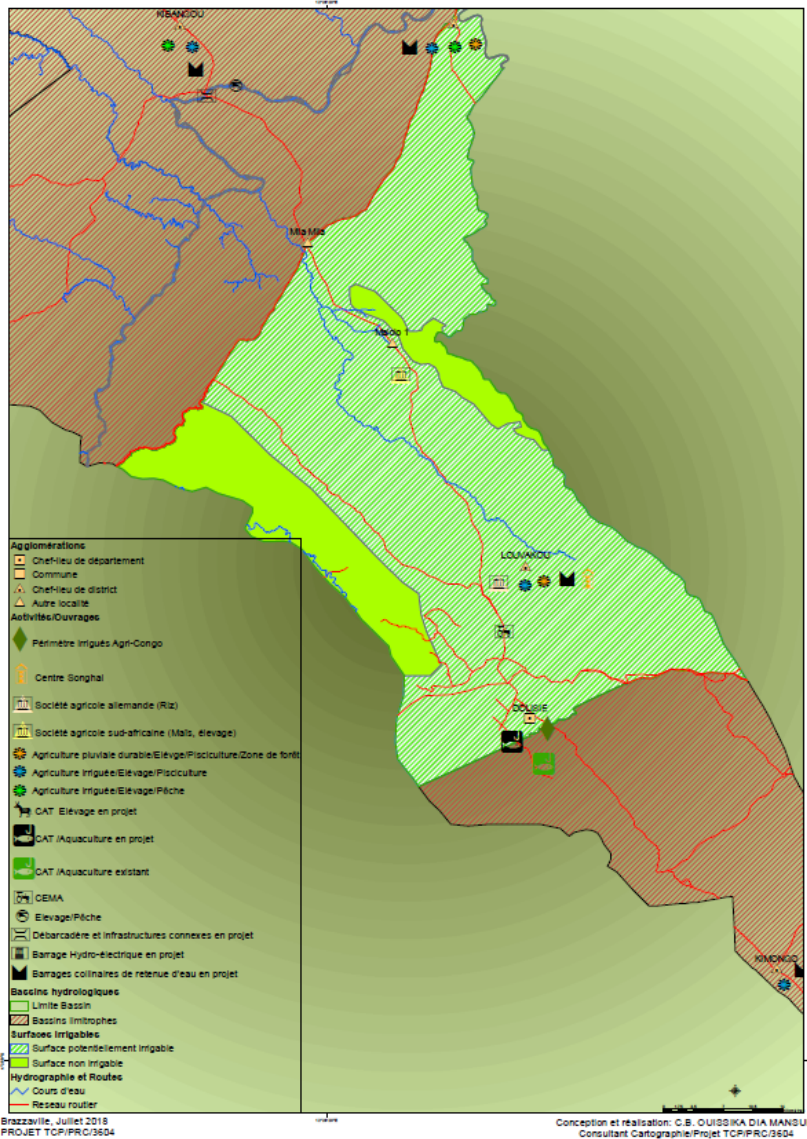 KIBANGOU
Mila Mila
LOUVAKOU
DOLISIE
KIMONGO
Agglomérations
Chef-lieu de département
Commune
Chef-lieu de district
Autre localité
Activités/Ouvrages
Périmètre irrigués Agri-Congo
Centre Songhai
Société agricole allemande (Riz)
Société agricole sud-africaine (Maïs, élevage)
Agriculture pluviale durable/Elévge/Pisciculture/Zone de forêt
Agriculture irriguée/Elévage/Pisciculture
Agriculture irriguée/Elévage/Pêche
CAT Elévage en projet
CAT /Aquaculture en projet
CAT /Aquaculture existant
CEMA
Elevage/Pêche
Débarcadère et infrastructures connexes en projet
Barrage Hydro-électrique en projet
Barrages collinaires de retenue d'eau en projet
Bassins hydrologiques
Limite Bassin
Bassins limitrophes
Surfaces irrigables
Surface potentiellement irrigable
Surface non irrigable
Hydrographie et Routes
Cours d'eau
Reseau routier
Brazzaville, Juillet 2018
PROJET TCP/PRC/3604
Conception et réalisation: C.B. OUISSIKA DIA MANSU
Consultant Cartographie/Projet TCP/PRC/3604